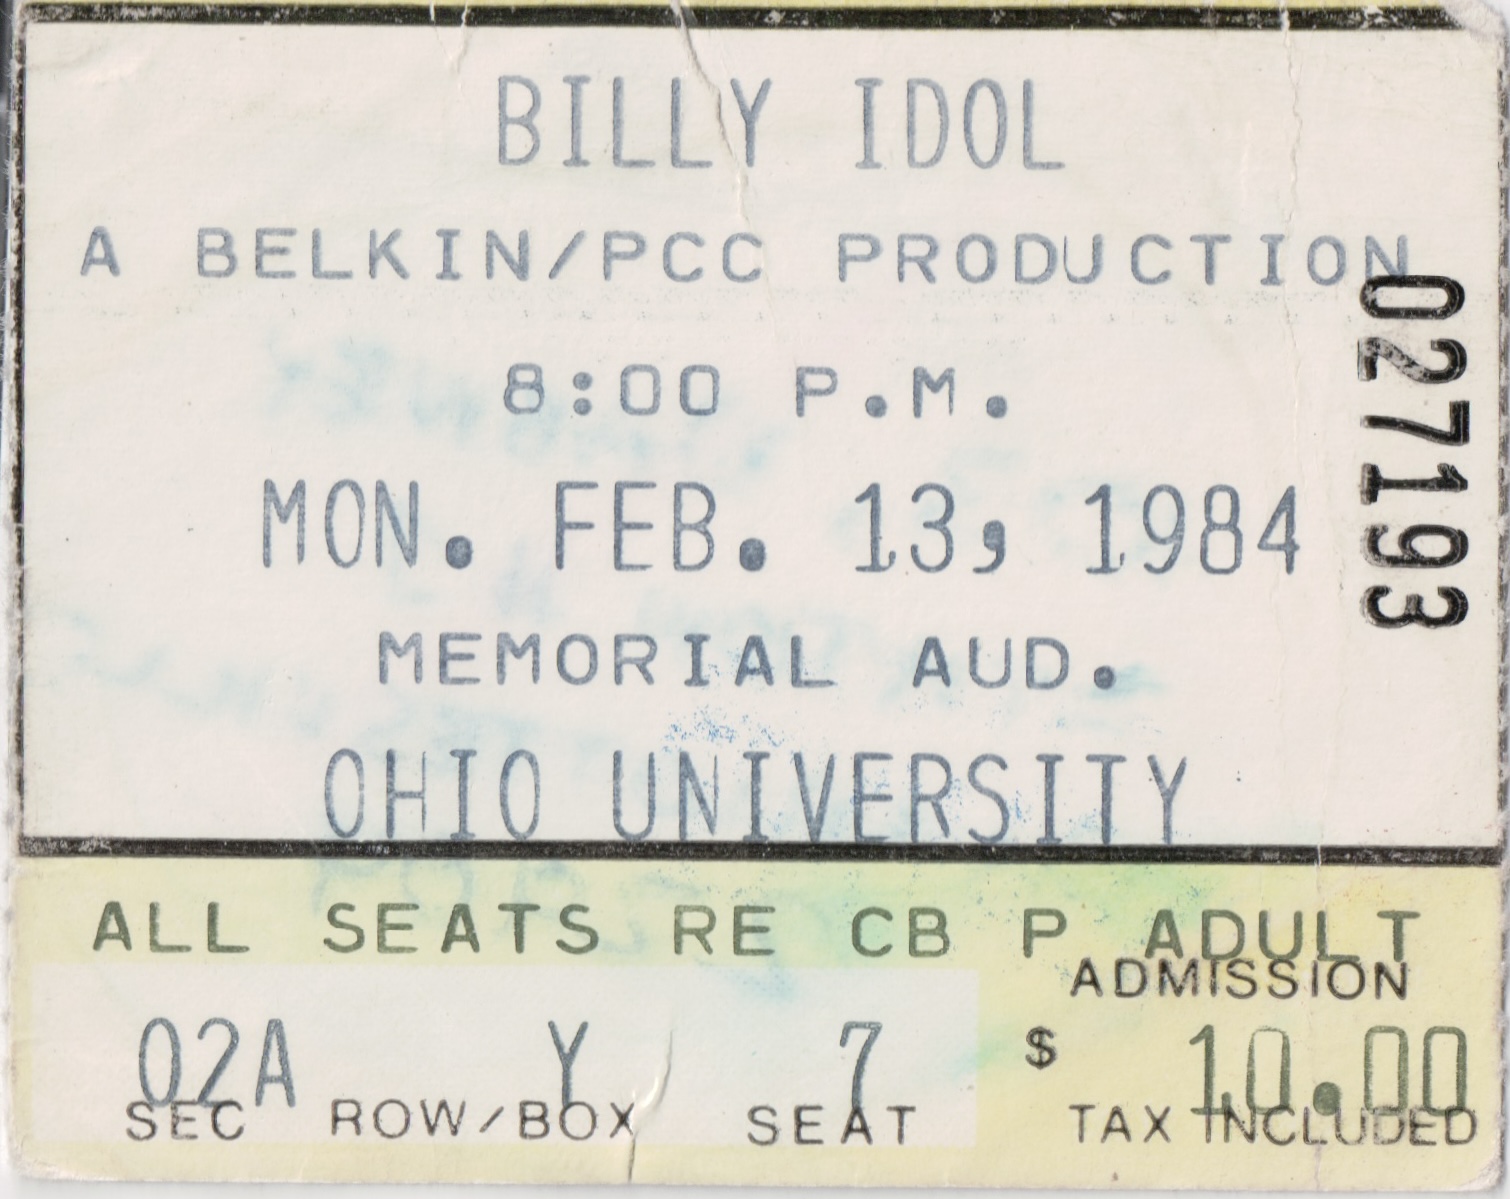 BILLY IDOL
A BELKIN/PCC PRODUCTION
8:00 P.M.
MON. FEB. 13, 1984
MEMORIAL AUD.
OHIO UNIVERSITY
027193
ALL SEATS RE CB P ADULT
ADMISSION
02A Y 7 $ 10.00
SEC ROW/BOX SEAT TAX INCLUDED